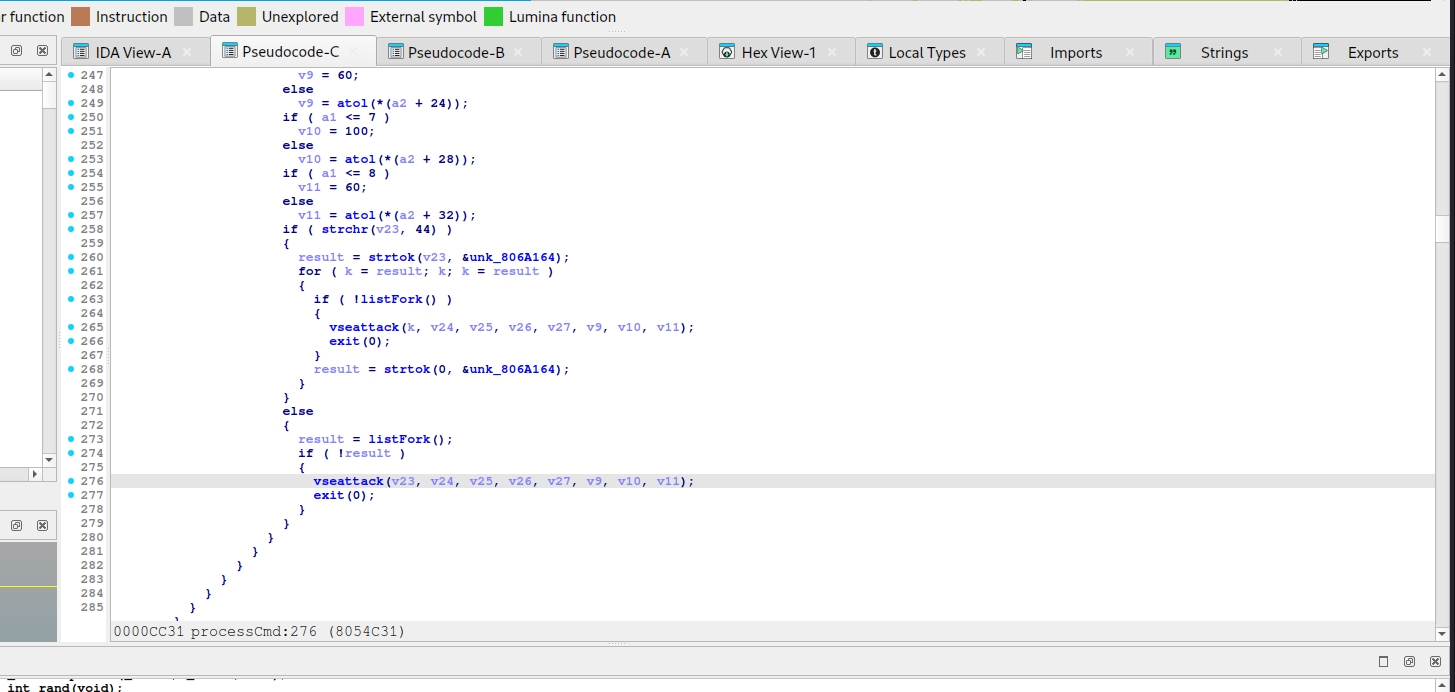 r function Instruction Data Unexplored External symbol Lumina function
IDA View-A Pseudocode-C Pseudocode-B Pseudocode-A Hex View-1 Local Types Imports Strings Exports
247 v9 = 60;
248 else
249 v9 = atol(*(a2 + 24));
250 if ( a1 <= 7 )
251 v10 = 100;
252 else
253 v10 = atol(*(a2 + 28));
254 if ( a1 <= 8 )
255 v11 = 60;
256 else
257 v11 = atol(*(a2 + 32));
258 if ( strchr(v23, 44) )
259 {
260 result = strtok(v23, &unk_806A164);
261 for ( k = result; k; k = result )
262 {
263 if ( !listFork() )
264 {
265 vseattack(k, v24, v25, v26, v27, v9, v10, v11);
266 exit(0);
267 }
268 result = strtok(0, &unk_806A164);
269 }
270 }
271 else
272 {
273 result = listFork();
274 if ( !result )
275 {
276 vseattack(v23, v24, v25, v26, v27, v9, v10, v11);
277 exit(0);
278 }
279 }
280 }
281 }
282 }
283 }
284 }
285 }
0000CC31 processCmd:276 (8054C31)
int rand(void);